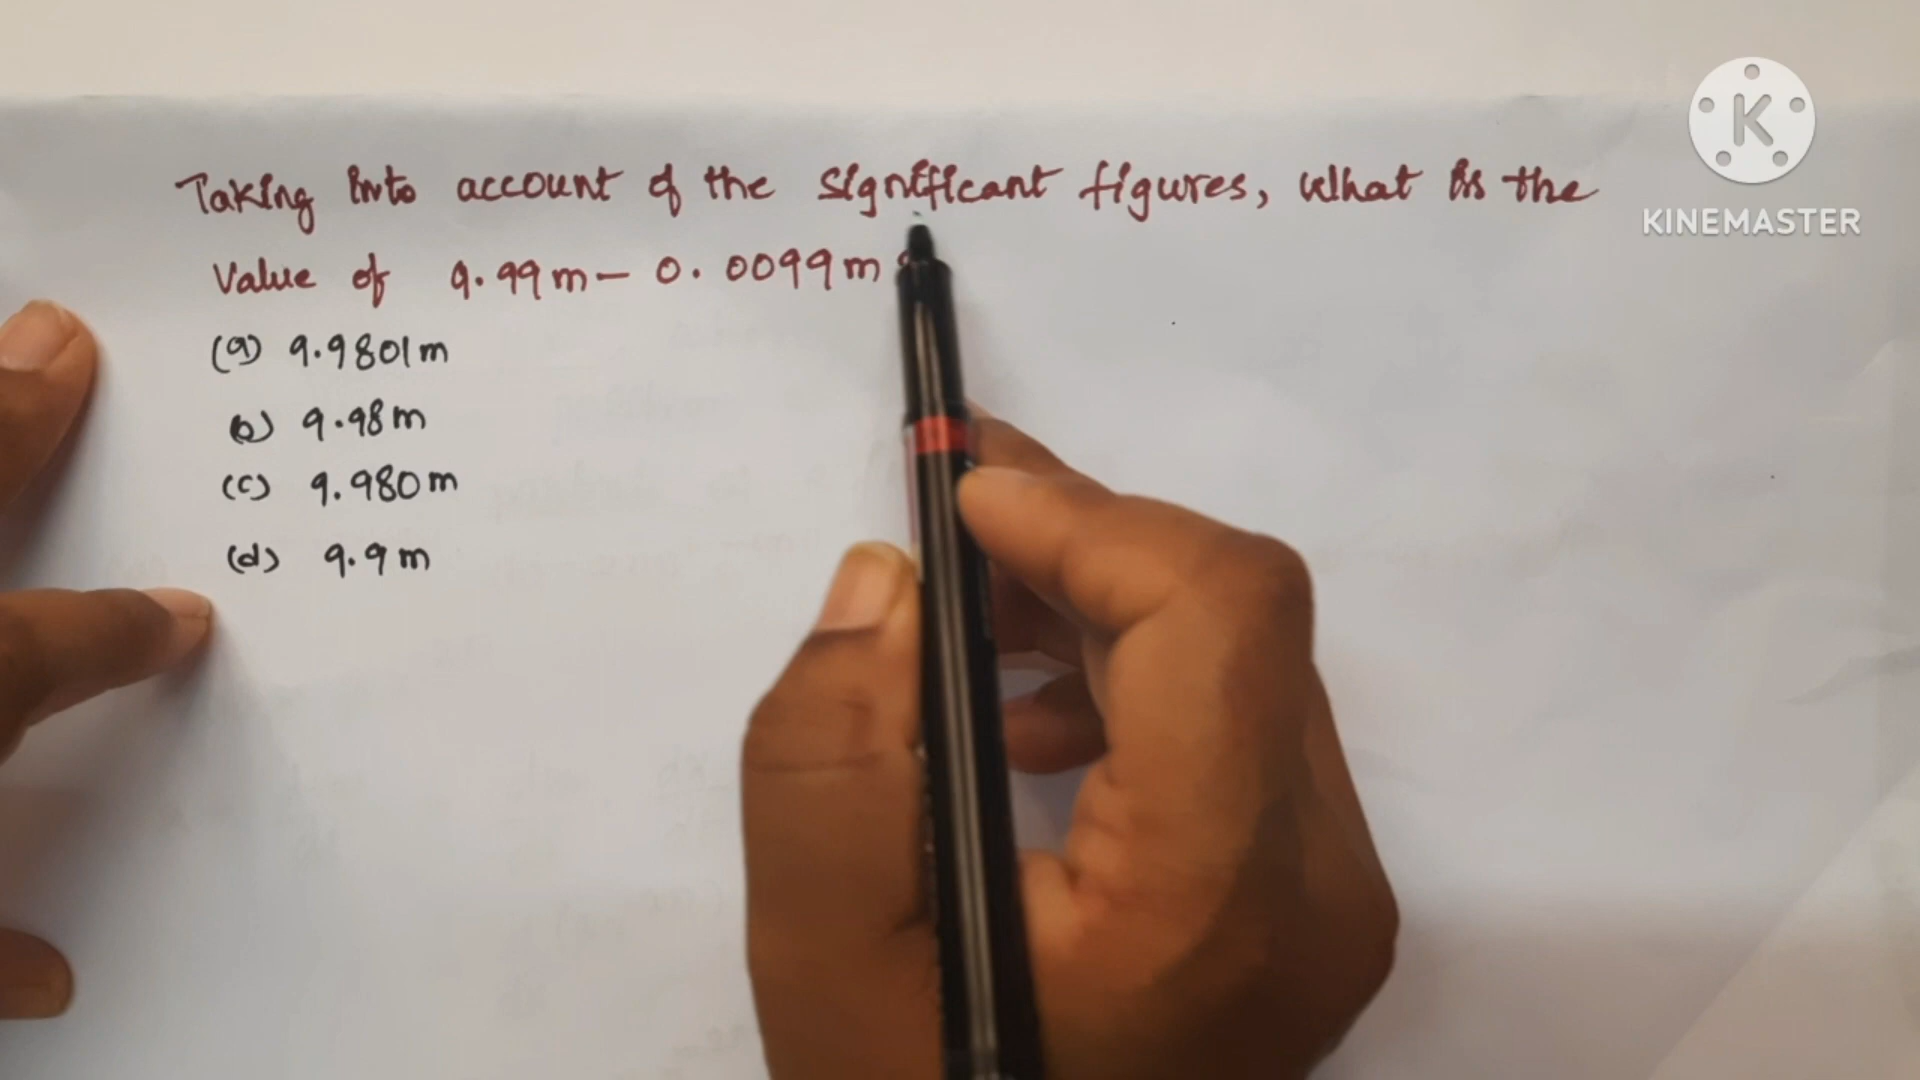 Taking into account of the significant figures, what is the
Value of 9.99m - 0.0099m
(a) 9.9801m
(b) 9.98m
(c) 9.980m
(d) 9.9m
K
KINEMASTER